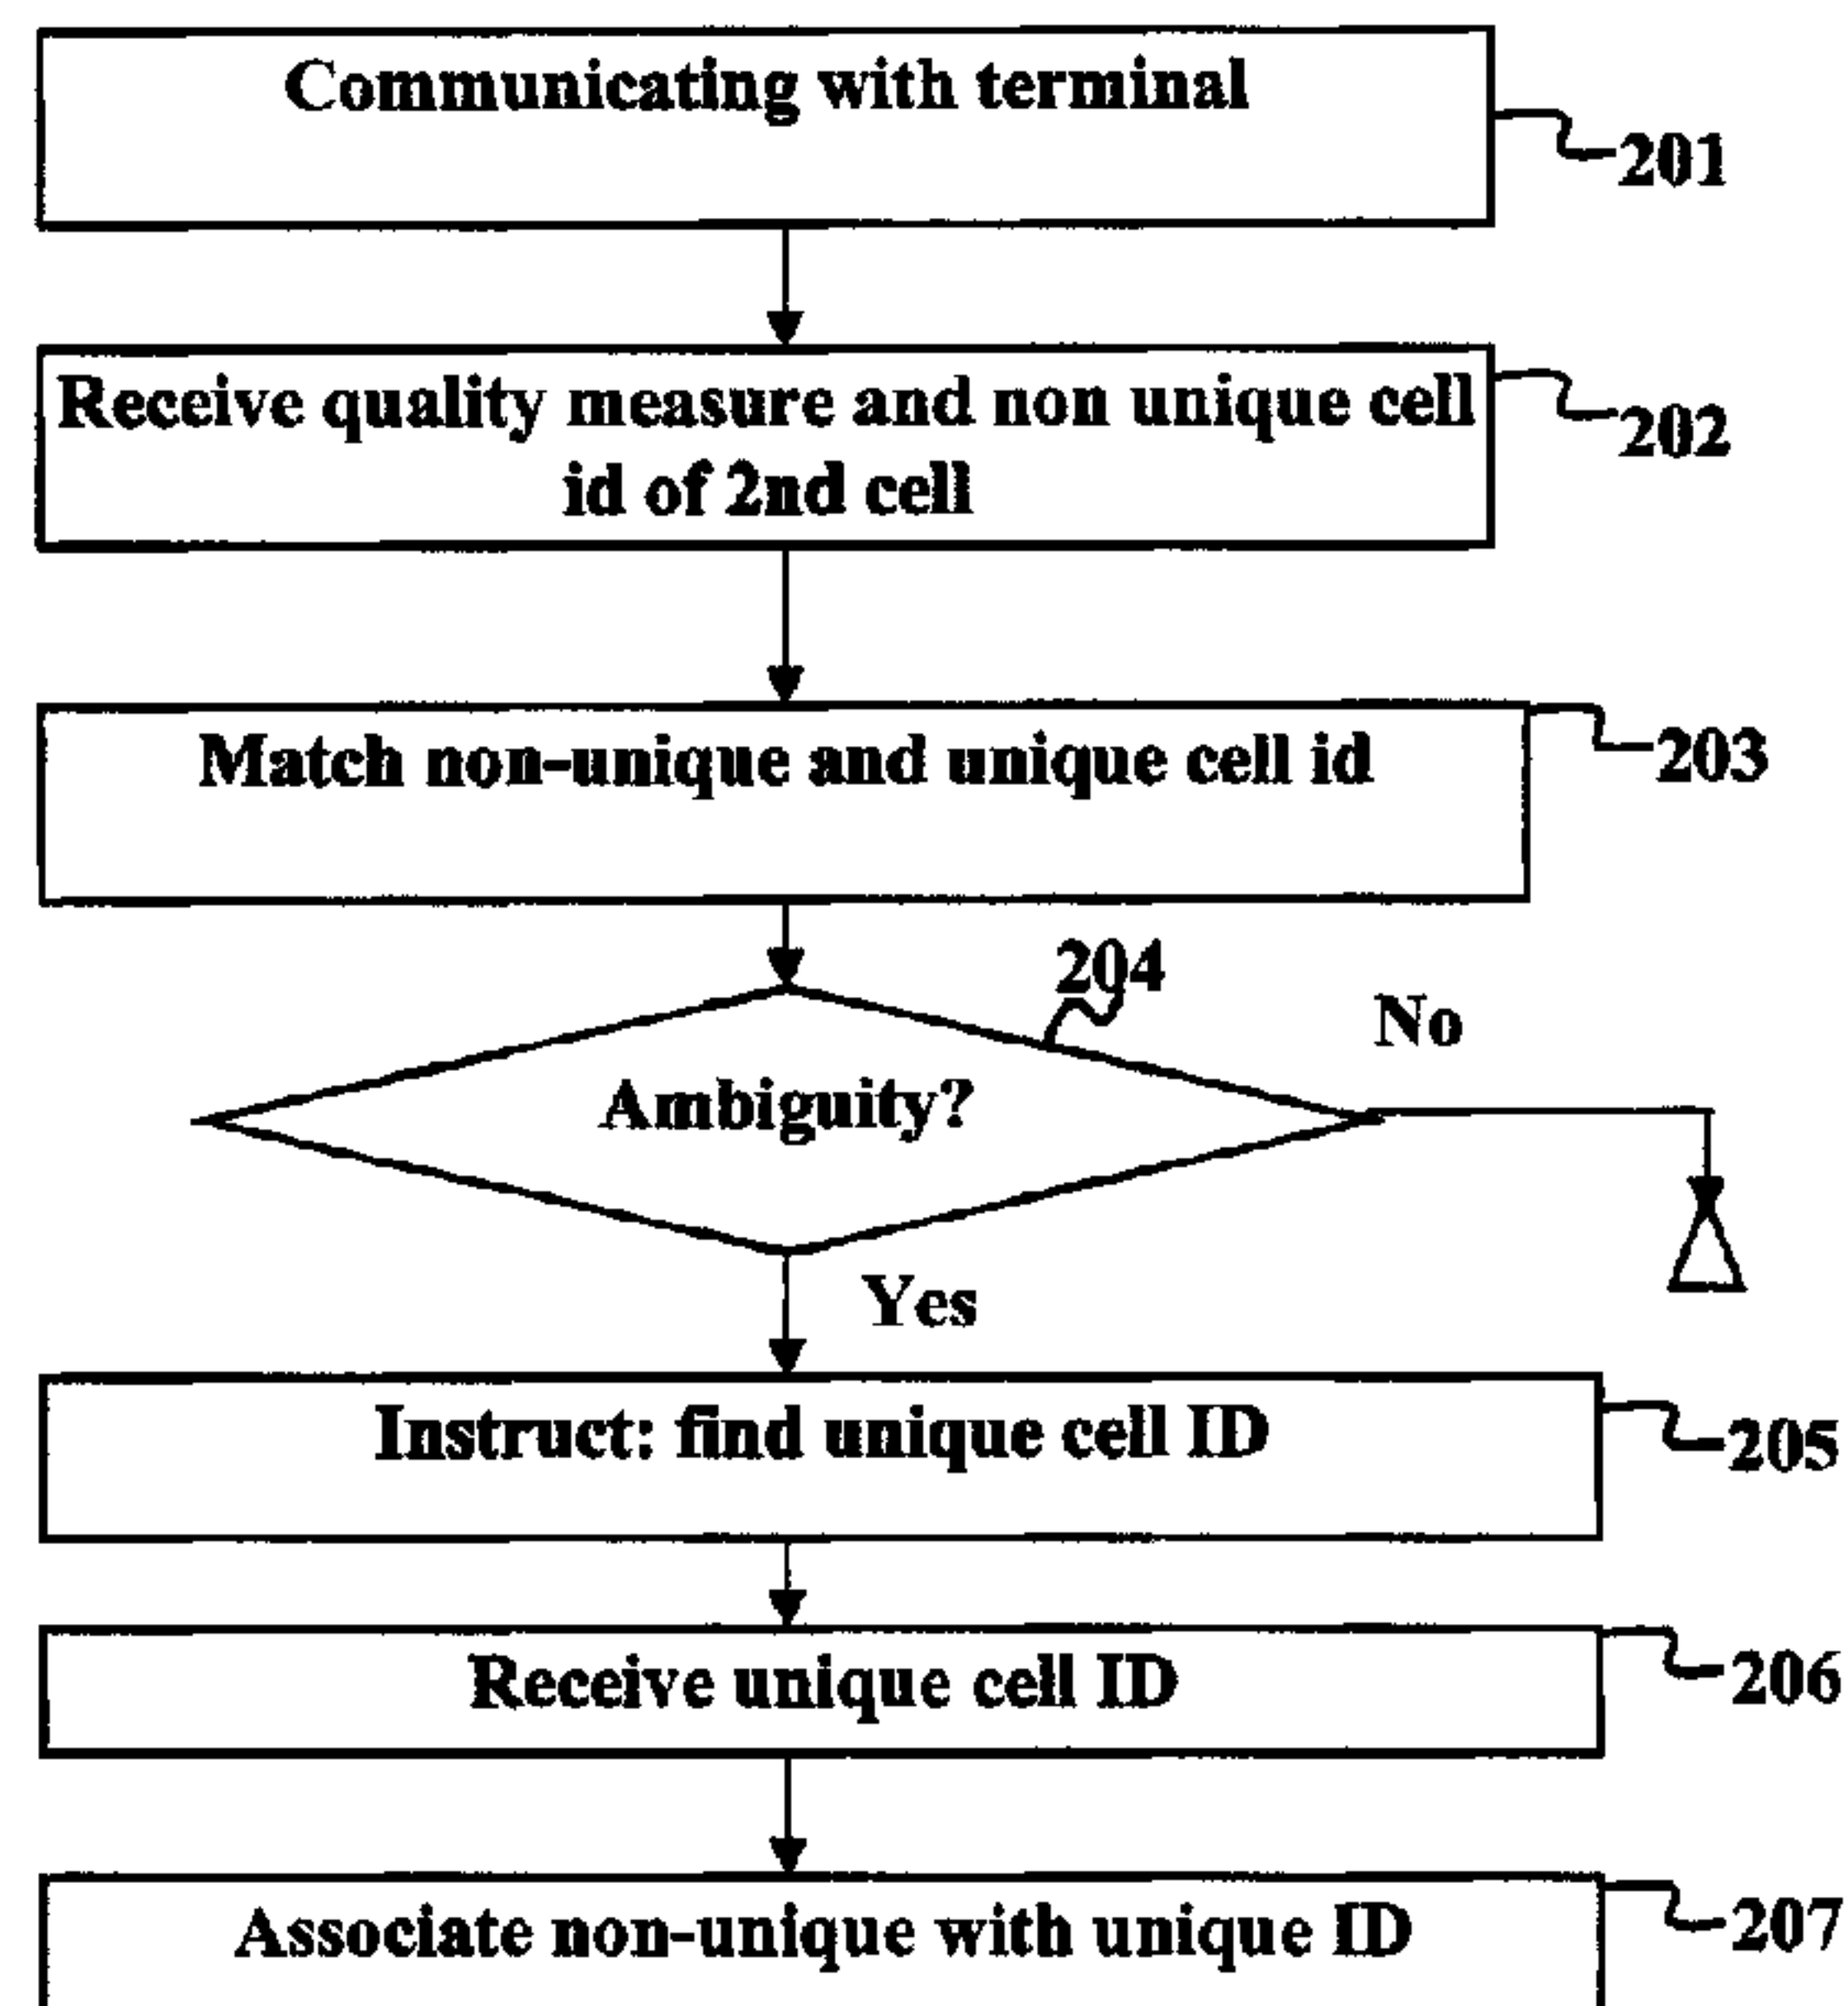 Communicating with terminal
201
Receive quality measure and non unique cell
id of 2nd cell
202
Match non-unique and unique cell id
203
204
No
Ambiguity?
Yes
Instruct: find unique cell ID
205
Receive unique cell ID
206
Associate non-unique with unique ID
207